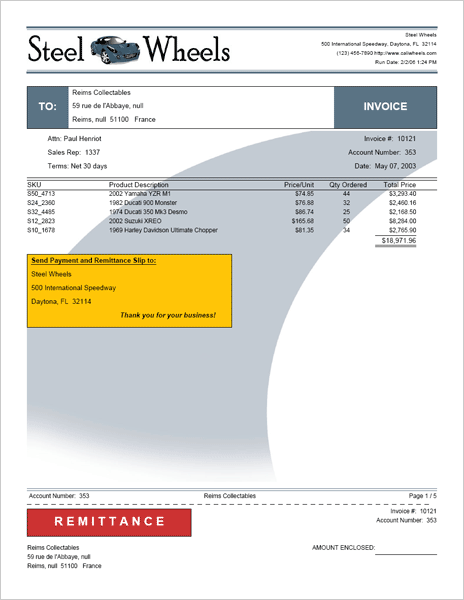 Steel Wheels
Steel Wheels
500 International Speedway, Daytona, FL 32114
(123) 456-7890 http://www.callwheels.com
Run Date: 2/2/06 1:24 PM
TO:
Reims Collectables
59 rue de l'Abbaye, null
Reims, null 51100 France
INVOICE
Attn: Paul Henriot
Invoice #: 10121
Sales Rep: 1337
Account Number: 353
Terms: Net 30 days
Date: May 07, 2003
SKU Product Description Price/Unit Qty Ordered Total Price
S50_4713 2002 Yamaha YZR M1 $74.85 44 $3,293.40
S24_2360 1982 Ducati 900 Monster $76.88 32 $2,460.16
S32_4485 1974 Ducati 350 Mk3 Desmo $86.74 25 $2,168.50
S12_2823 2002 Suzuki XREO $165.68 50 $8,284.00
S10_1678 1969 Harley Davidson Ultimate Chopper $81.35 34 $2,765.90
$18,971.96
Send Payment and Remittance Slip to:
Steel Wheels
500 International Speedway
Daytona, FL 32114
Thank you for your business!
Account Number: 353 Reims Collectables Page 1 / 5
REMITTANCE
Invoice #: 10121
Account Number: 353
Reims Collectables
AMOUNT ENCLOSED:
59 rue de l'Abbaye, null
Reims, null 51100 France